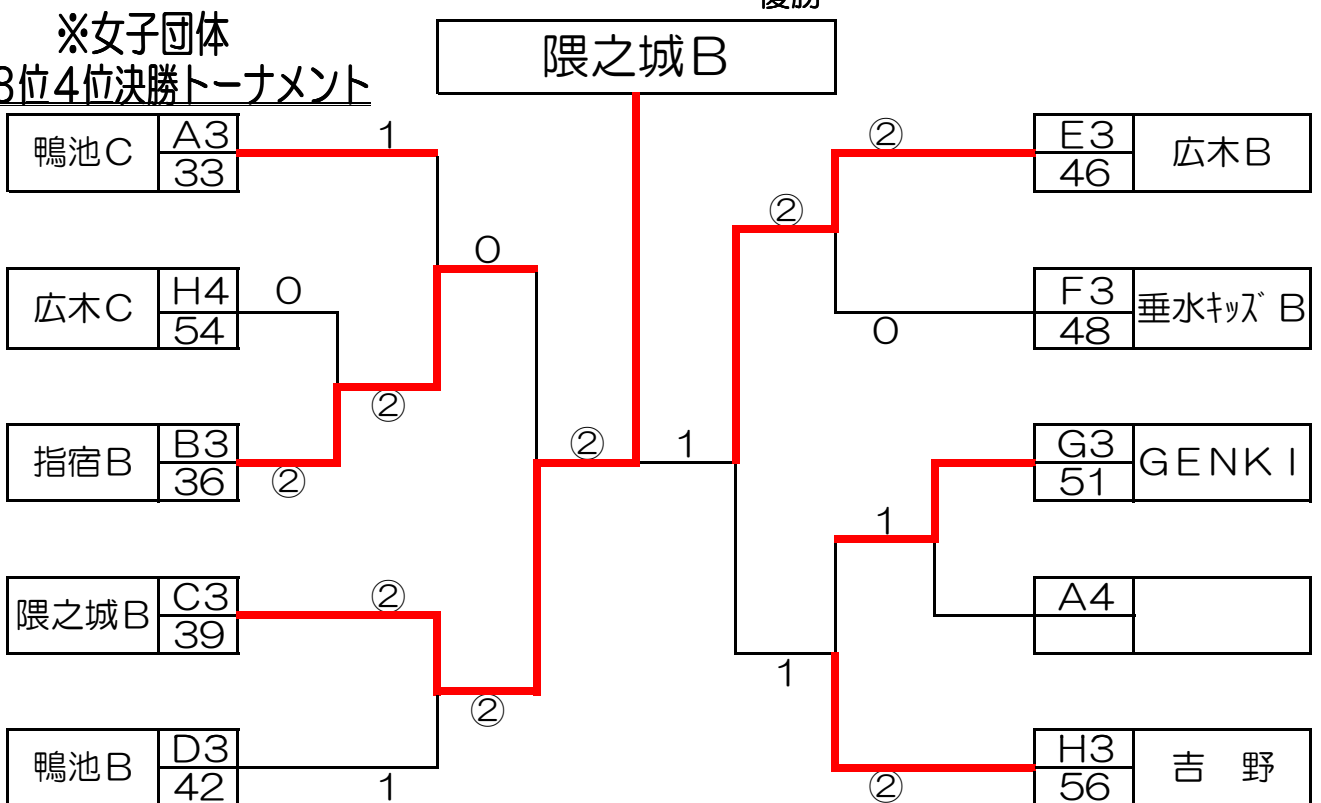 優勝
※女子団体
3位4位決勝トーナメント
隈之城B
鴨池C A3 33
1
広木C H4 54
0
指宿B B3 36
②
②
0
隈之城B C3 39
②
鴨池B D3 42
1
②
②
1
E3 46 広木B
②
②
F3 48 垂水キッズB
0
G3 51 GENKI
1
A4
1
H3 56 吉 野
②